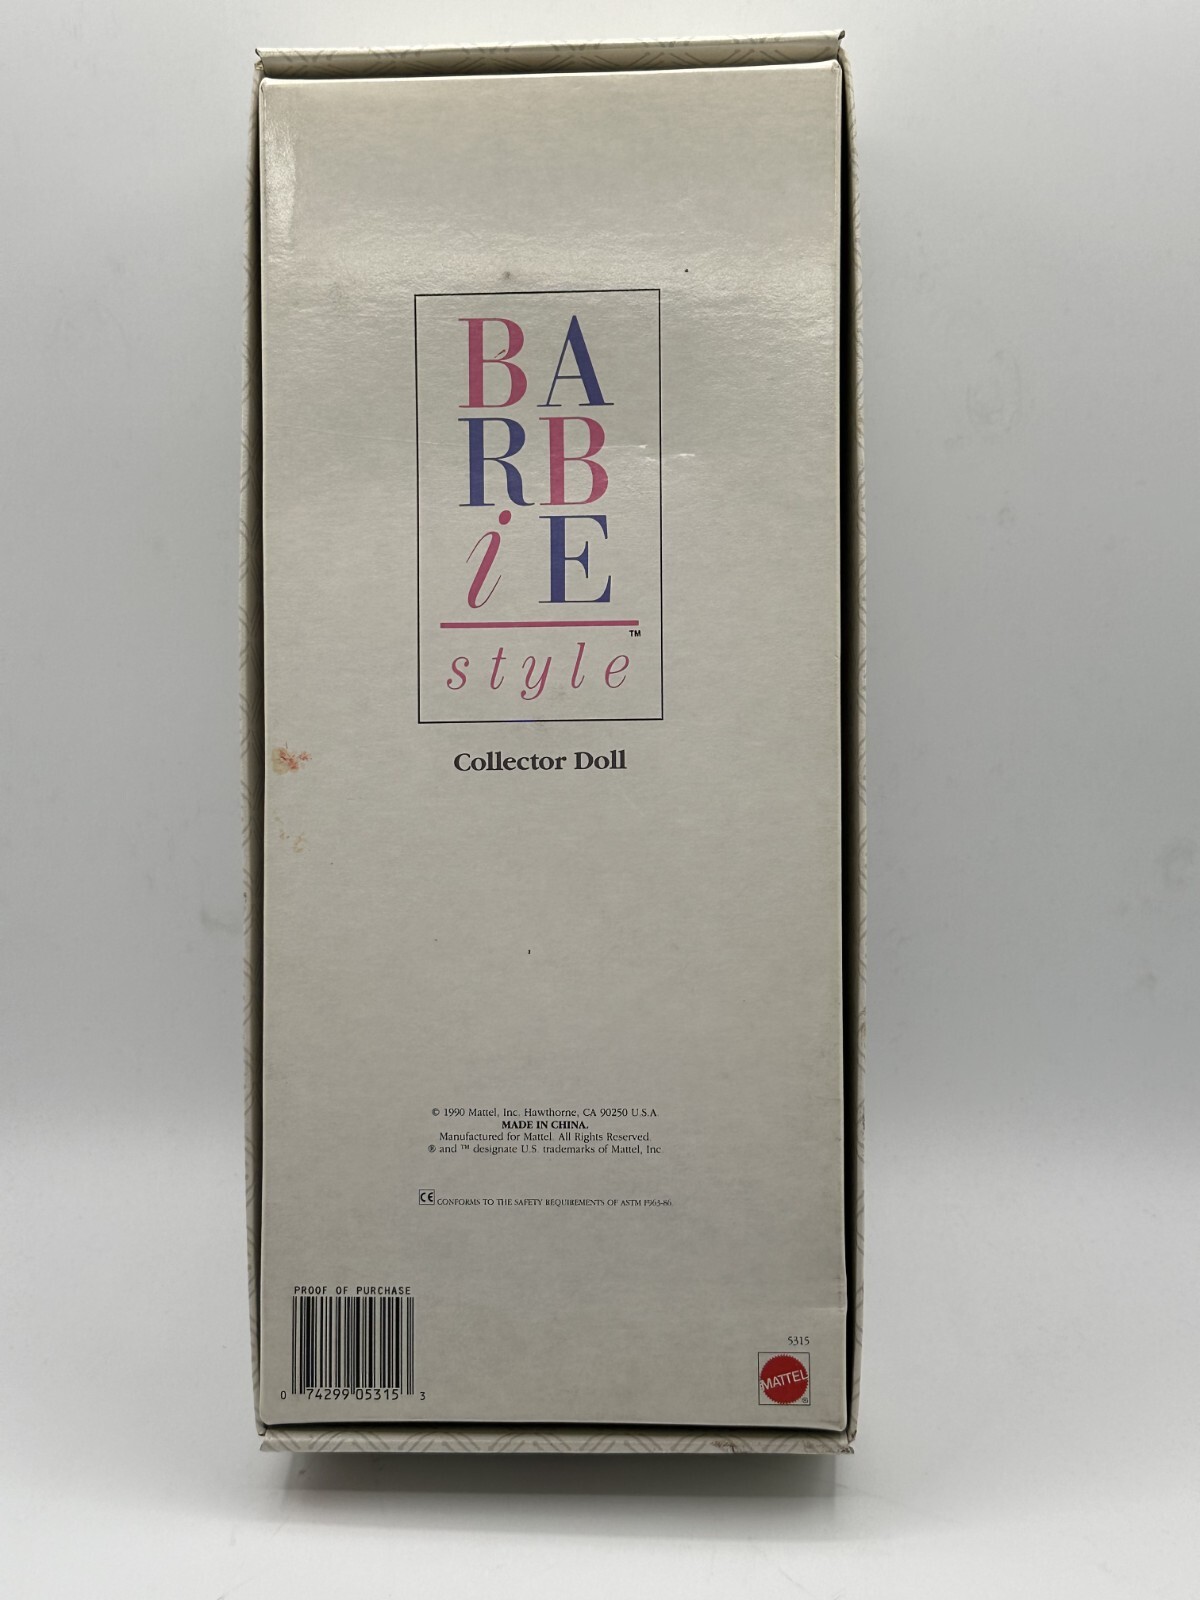 BA
RB
iE
™
style
Collector Doll
© 1990 Mattel, Inc. Hawthorne, CA 90250 U.S.A.
MADE IN CHINA.
Manufactured for Mattel. All Rights Reserved.
® and ™ designate U.S. trademarks of Mattel, Inc.
CE CONFORMS TO THE SAFETY REQUIREMENTS OF ASTM F963-86.
PROOF OF PURCHASE
0 74299 05315 3
5315
MATTEL
®